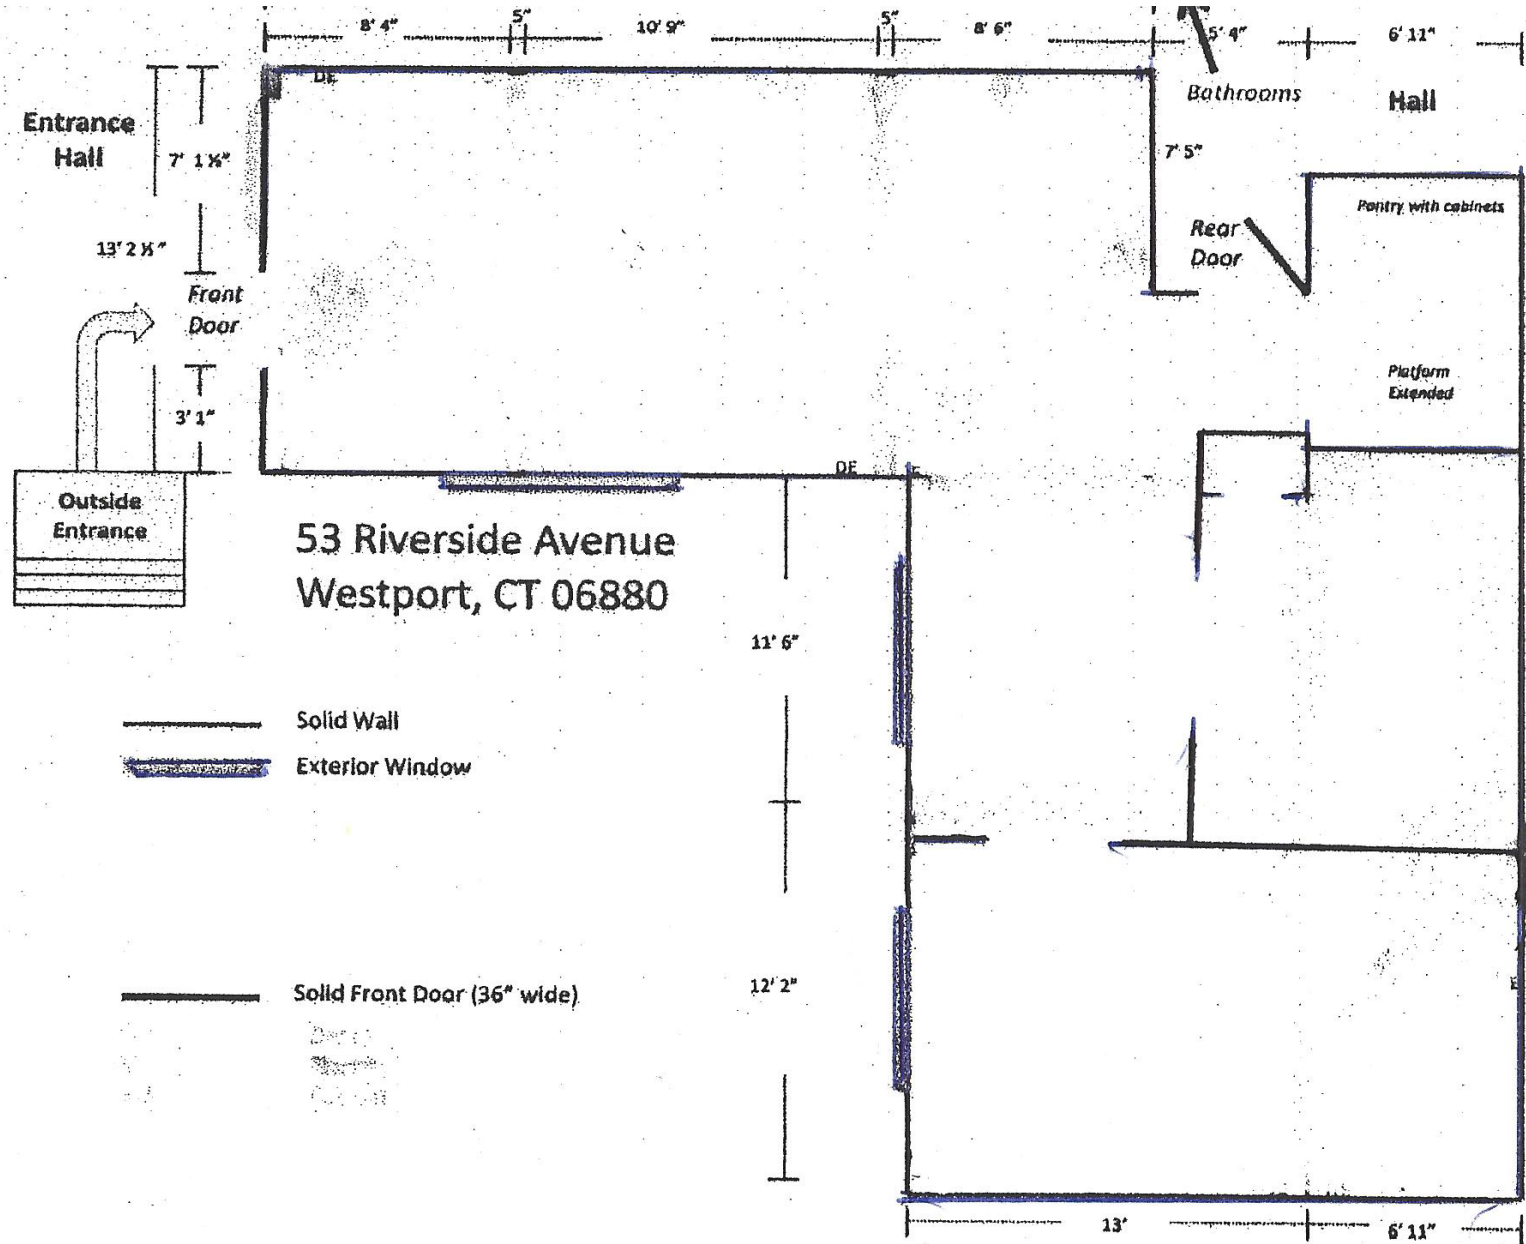 8' 4"
5"
10' 9"
5"
8' 6"
5' 4"
6' 11"
DE
Bathrooms
Hall
Entrance
Hall
7' 1 ½"
7' 5"
Pantry with cabinets
Rear
Door
13' 2 ½"
Front
Door
Platform
Extended
3' 1"
DE
E
Outside
Entrance
53 Riverside Avenue
Westport, CT 06880
11' 6"
Solid Wall
Exterior Window
12' 2"
E
Solid Front Door (36" wide)
13'
6' 11"